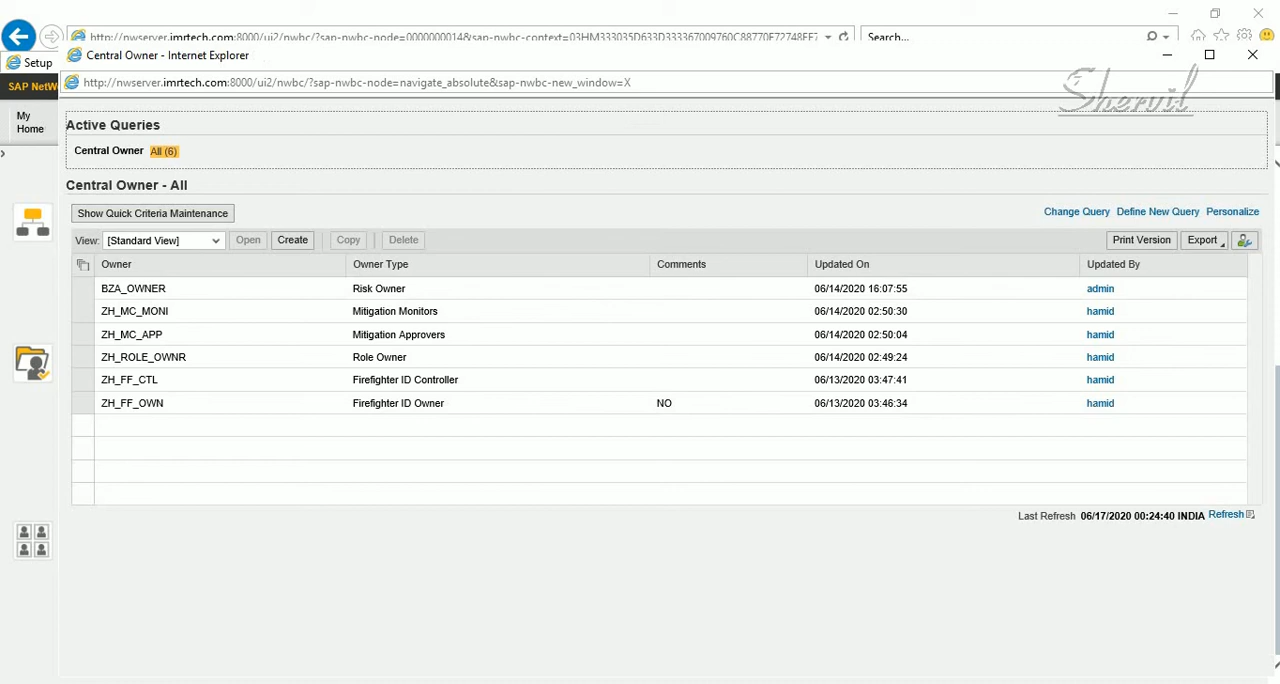 http://nwserver.imrtech.com:8000/ui2/nwbc/?sap-nwbc-node=0000000014&sap-nwbc-context=03HM333035D633D333367009760C88770F72748EF7
Search...
Setup
Central Owner - Internet Explorer
SAP NetW
http://nwserver.imrtech.com:8000/ui2/nwbc/?sap-nwbc-node=navigate_absolute&sap-nwbc-new_window=X
Shervil
My
Home
Active Queries
Central Owner All (6)
Central Owner - All
Show Quick Criteria Maintenance
Change Query Define New Query Personalize
View: [Standard View] Open Create Copy Delete Print Version Export
Owner Owner Type Comments Updated On Updated By
BZA_OWNER Risk Owner 06/14/2020 16:07:55 admin
ZH_MC_MONI Mitigation Monitors 06/14/2020 02:50:30 hamid
ZH_MC_APP Mitigation Approvers 06/14/2020 02:50:04 hamid
ZH_ROLE_OWNR Role Owner 06/14/2020 02:49:24 hamid
ZH_FF_CTL Firefighter ID Controller 06/13/2020 03:47:41 hamid
ZH_FF_OWN Firefighter ID Owner NO 06/13/2020 03:46:34 hamid
Last Refresh 06/17/2020 00:24:40 INDIA Refresh